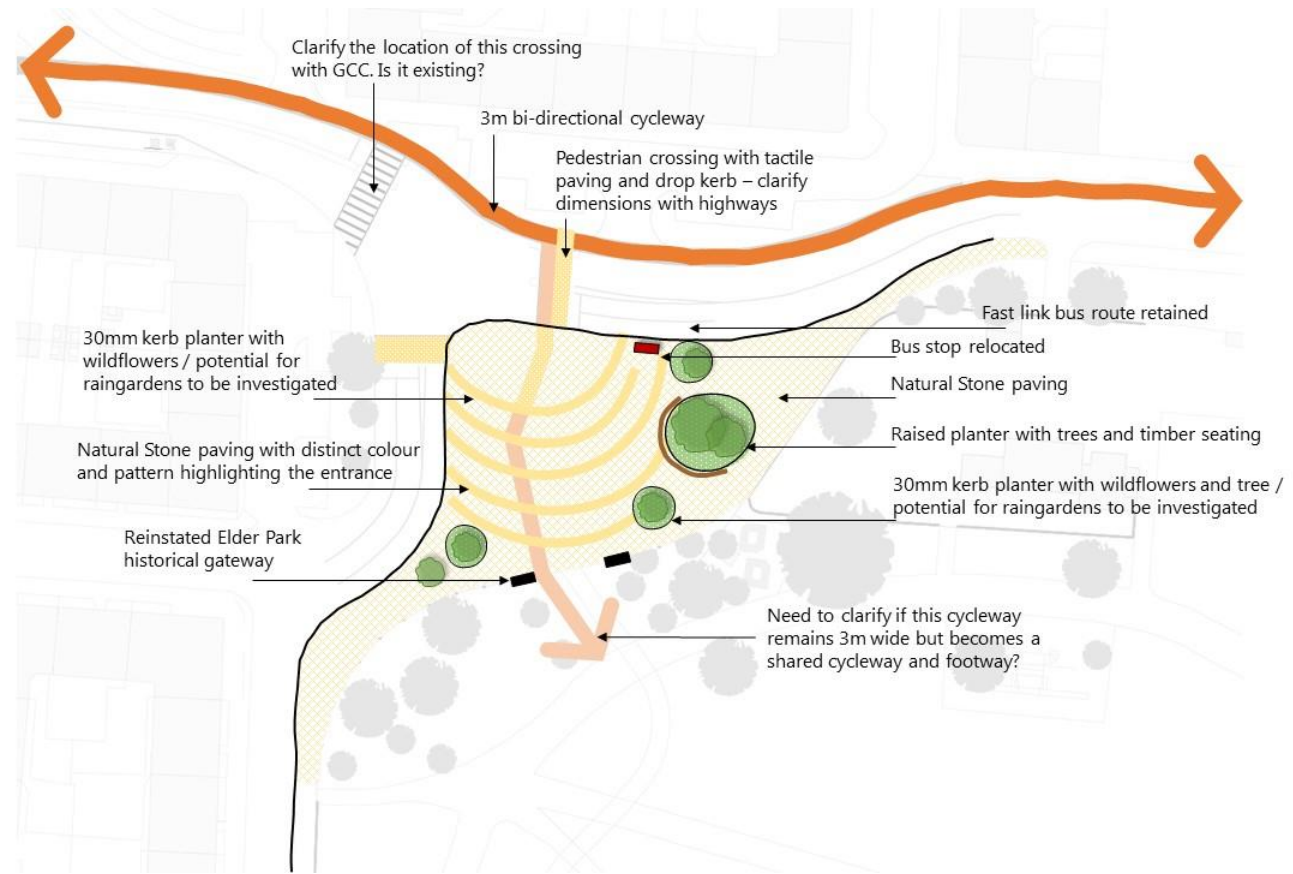 Clarify the location of this crossing
with GCC. Is it existing?
3m bi-directional cycleway
Pedestrian crossing with tactile
paving and drop kerb – clarify
dimensions with highways
30mm kerb planter with
wildflowers / potential for
raingardens to be investigated
Natural Stone paving with distinct colour
and pattern highlighting the entrance
Reinstated Elder Park
historical gateway
Fast link bus route retained
Bus stop relocated
Natural Stone paving
Raised planter with trees and timber seating
30mm kerb planter with wildflowers and tree /
potential for raingardens to be investigated
Need to clarify if this cycleway
remains 3m wide but becomes a
shared cycleway and footway?